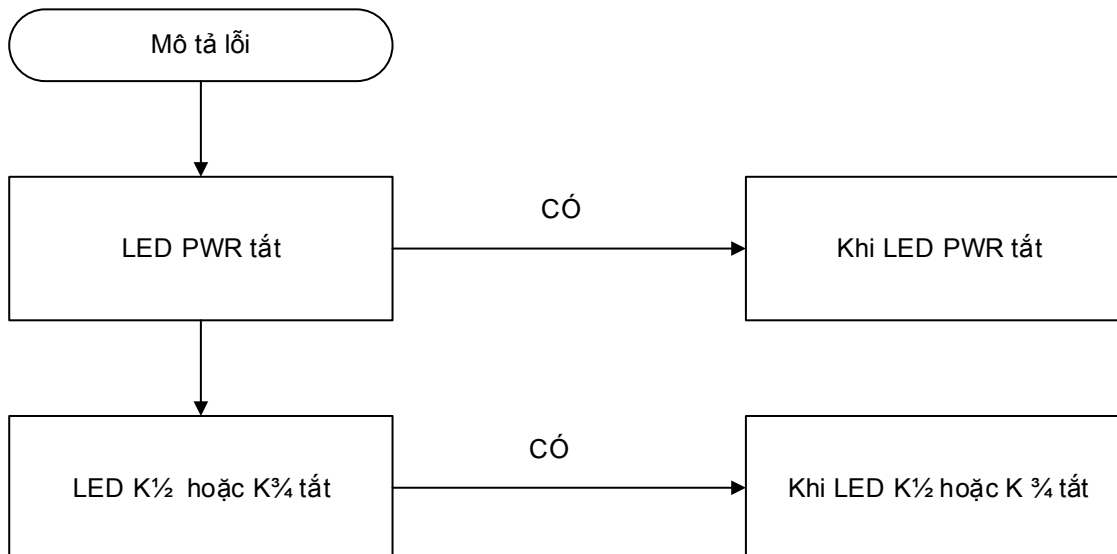 Mô tả lỗi
CÓ
LED PWR tắt
Khi LED PWR tắt
CÓ
LED K½ hoặc K¾ tắt
Khi LED K½ hoặc K ¾ tắt